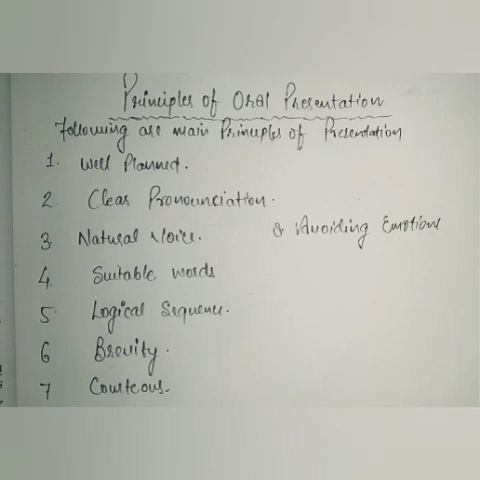 Principles of Oral Presentation
Following are main Principles of Presentation
1. Well Planned.
2. Clear Pronounciation.
3 Natural Voice.
8 Avoiding Emotions
4. Suitable words
5. Logical Sequence.
6 Brevity.
7 Courteous.